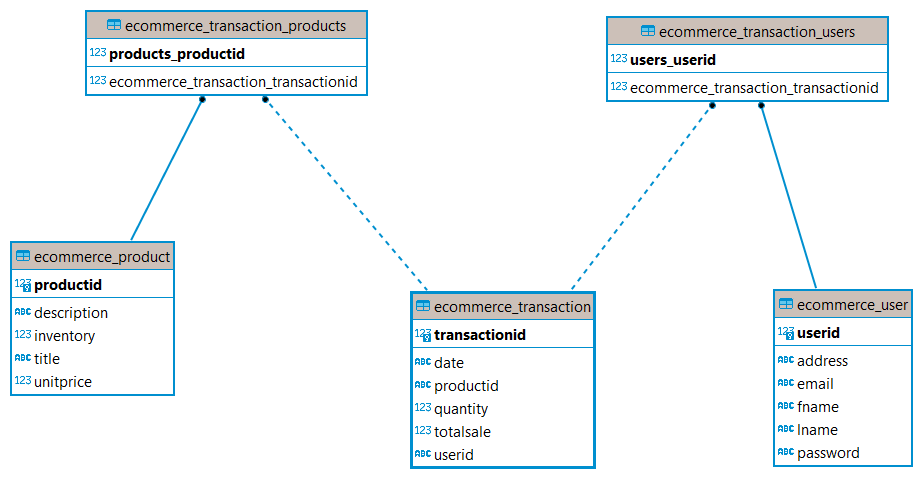 ecommerce_transaction_products
123 products_productid
123 ecommerce_transaction_transactionid
ecommerce_transaction_users
123 users_userid
123 ecommerce_transaction_transactionid
ecommerce_product
123 productid
ABC description
123 inventory
ABC title
123 unitprice
ecommerce_transaction
123 transactionid
ABC date
ABC productid
123 quantity
123 totalsale
ABC userid
ecommerce_user
123 userid
ABC address
ABC email
ABC fname
ABC lname
ABC password